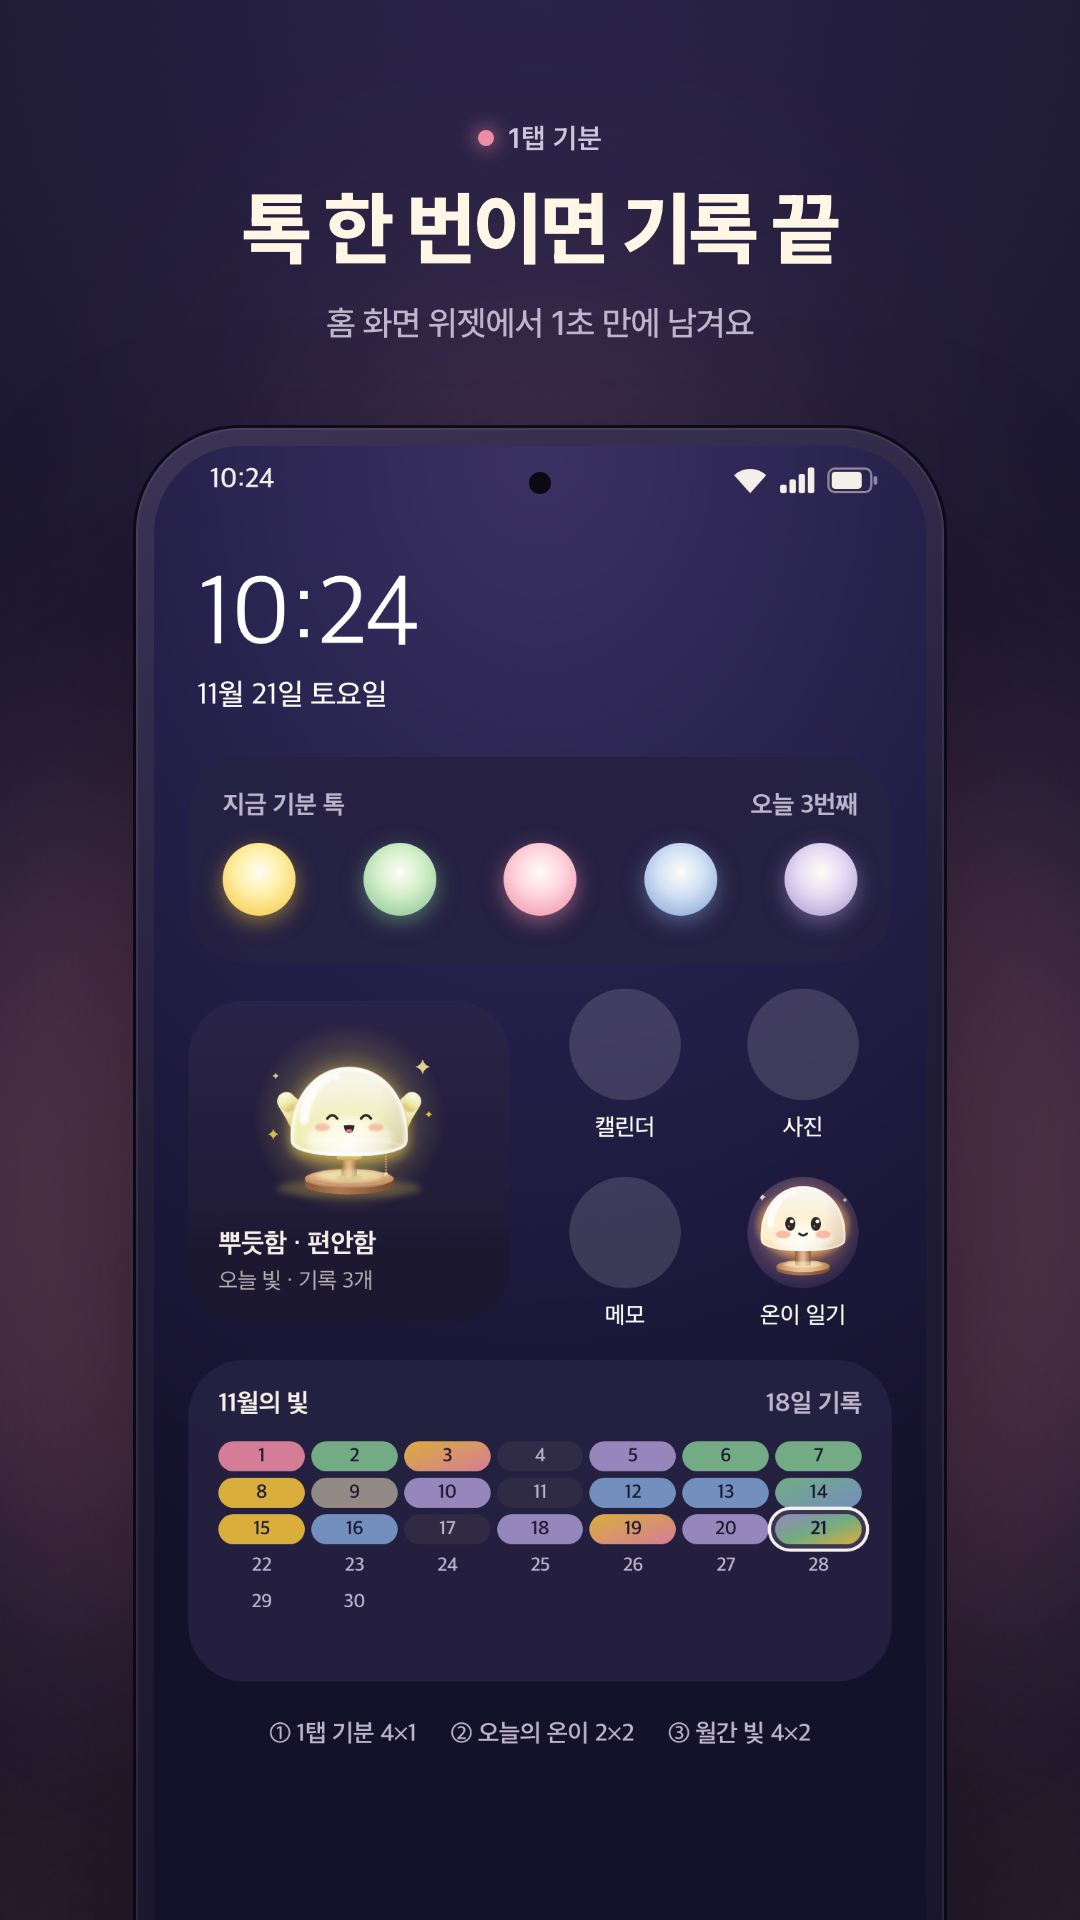 1탭 기분
톡 한 번이면 기록 끝
홈 화면 위젯에서 1초 만에 남겨요
10:24
10:24
11월 21일 토요일
지금 기분 톡 오늘 3번째
캘린더 사진
뿌듯함 · 편안함
오늘 빛 · 기록 3개
메모 온이 일기
11월의 빛 18일 기록
1 2 3 4 5 6 7
8 9 10 11 12 13 14
15 16 17 18 19 20 21
22 23 24 25 26 27 28
29 30
① 1탭 기분 4×1 ② 오늘의 온이 2×2 ③ 월간 빛 4×2